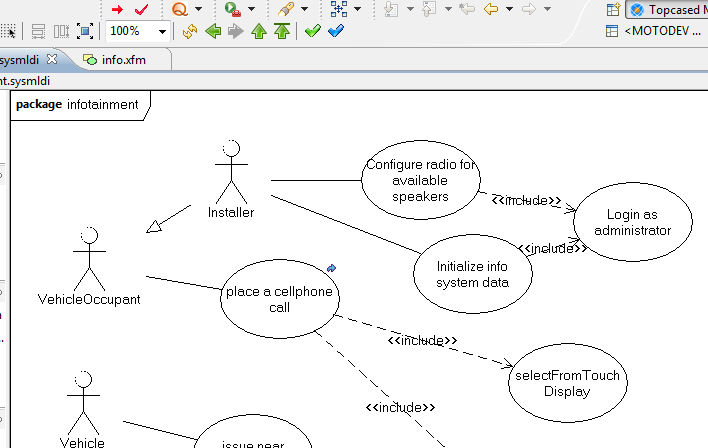 Topcased M
100%
<MOTODEV ...
sysmldi
info.xfm
nt.sysmldi
package infotainment
Configure radio for
available
speakers
<<include>>
Installer
Login as
administrator
<<include>>
Initialize info
system data
VehicleOccupant
place a cellphone
call
<<include>>
selectFromTouch
Display
<<include>>
Vehicle
issue near